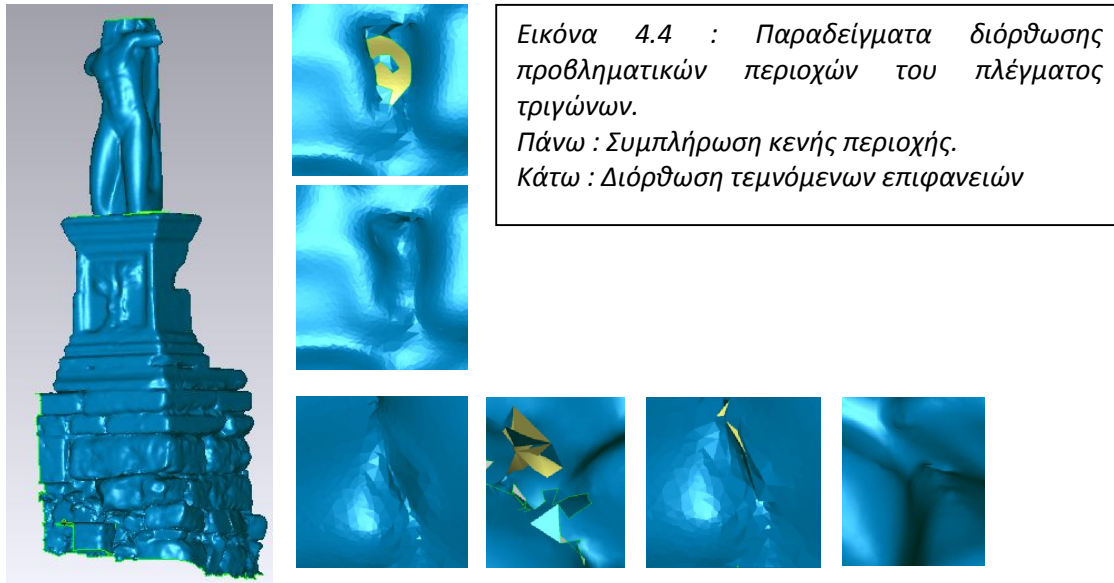 Εικόνα 4.4 : Παραδείγματα διόρθωσης
προβληματικών περιοχών του πλέγματος
τριγώνων.
Πάνω : Συμπλήρωση κενής περιοχής.
Κάτω : Διόρθωση τεμνόμενων επιφανειών